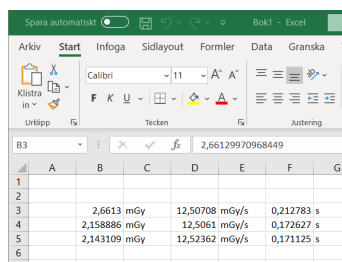 Spara automatiskt Bok1 - Excel
Arkiv Start Infoga Sidlayout Formler Data Granska
Klistra in Calibri 11 A A
F K U A
Urklipp Tecken Justering
B3 fx 2,66129970968449
A B C D E F G
1
2
3 2,6613 mGy 12,50708 mGy/s 0,212783 s
4 2,158886 mGy 12,5061 mGy/s 0,172627 s
5 2,143109 mGy 12,52362 mGy/s 0,171125 s
6